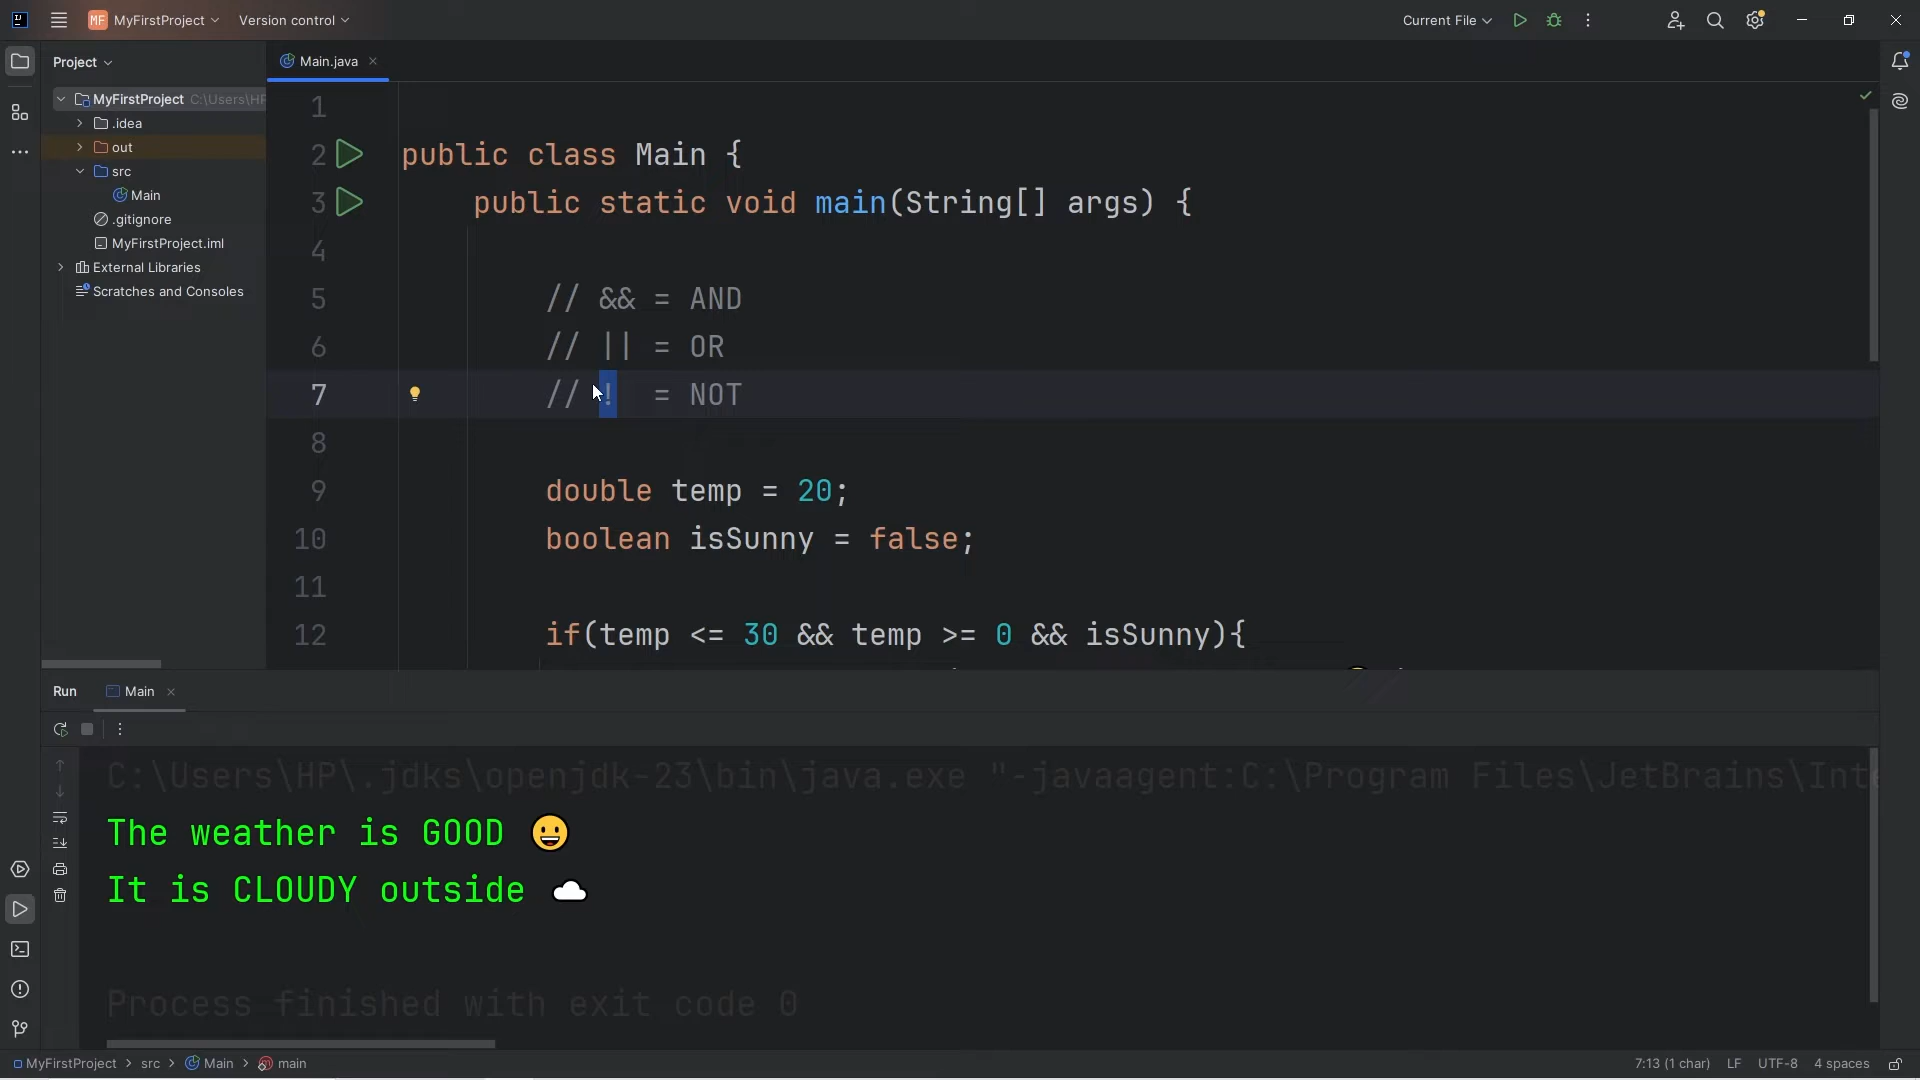 MF MyFirstProject Version control Current File
Project
Main.java
MyFirstProject C:\Users\HP
.idea
out
src
Main
.gitignore
MyFirstProject.iml
External Libraries
Scratches and Consoles
1
2 public class Main {
3 public static void main(String[] args) {
4
5 // && = AND
6 // || = OR
7 // ! = NOT
8
9 double temp = 20;
10 boolean isSunny = false;
11
12 if(temp <= 30 && temp >= 0 && isSunny){
Run Main
C:\Users\HP\.jdks\openjdk-23\bin\java.exe "-javaagent:C:\Program Files\JetBrains\Inte
The weather is GOOD 😀
It is CLOUDY outside ☁
Process finished with exit code 0
MyFirstProject > src > Main > main 7:13 (1 char) LF UTF-8 4 spaces